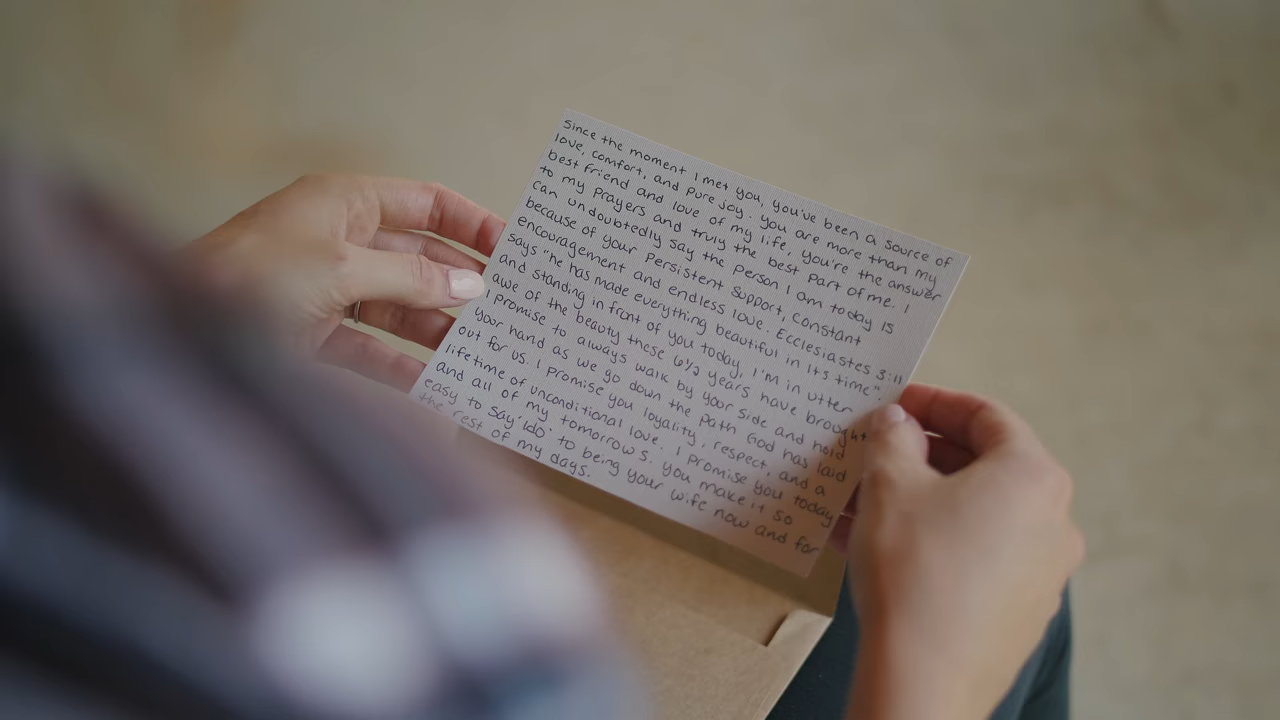 Since the moment I met you, you've been a source of
love, comfort, and pure joy. you are more than my
best friend and love of my life, you're the answer
to my prayers and truly the best part of me. I
can undoubtedly say the person I am today is
because of your persistent support, constant
encouragement and endless love. Ecclesiastes 3:11
says "he has made everything beautiful in its time".
and standing in front of you today, I'm in utter
awe of the beauty these 6½ years have brought
I promise to always walk by your side and hold
your hand as we go down the path God has laid
out for us. I promise you loyality, respect, and a
lifetime of unconditional love. I promise you today
and all of my tomorrows. you make it so
easy to say "I do" to being your wife now and for
the rest of my days.